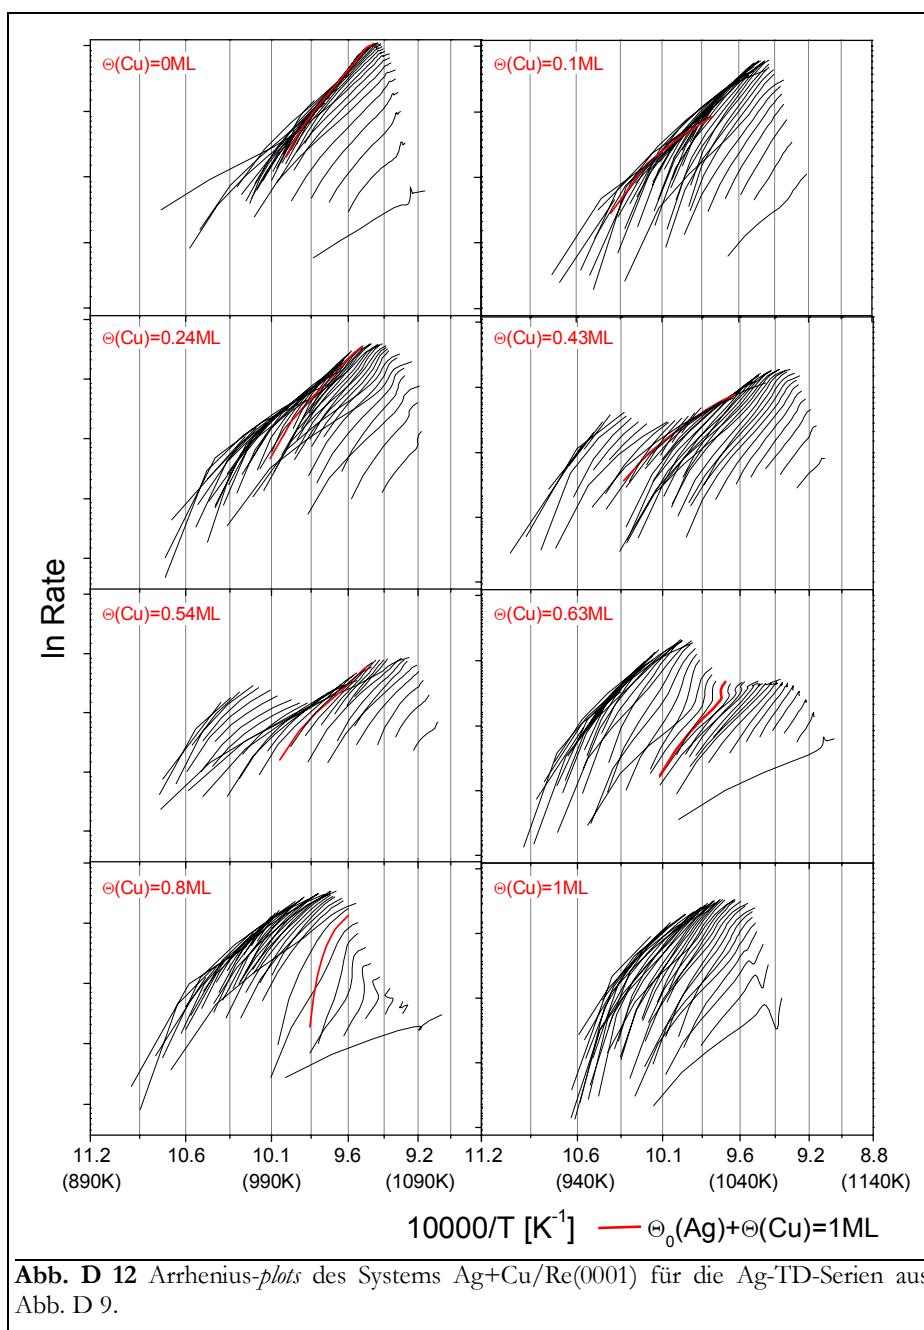 Θ(Cu)=0ML
Θ(Cu)=0.1ML
Θ(Cu)=0.24ML
Θ(Cu)=0.43ML
Θ(Cu)=0.54ML
Θ(Cu)=0.63ML
Θ(Cu)=0.8ML
Θ(Cu)=1ML
ln Rate
11.2 10.6 10.1 9.6 9.2 11.2 10.6 10.1 9.6 9.2 8.8
(890K) (990K) (1090K) (940K) (1040K) (1140K)
10000/T [K⁻¹] Θ₀(Ag)+Θ(Cu)=1ML
Abb. D 12 Arrhenius-plots des Systems Ag+Cu/Re(0001) für die Ag-TD-Serien aus
Abb. D 9.